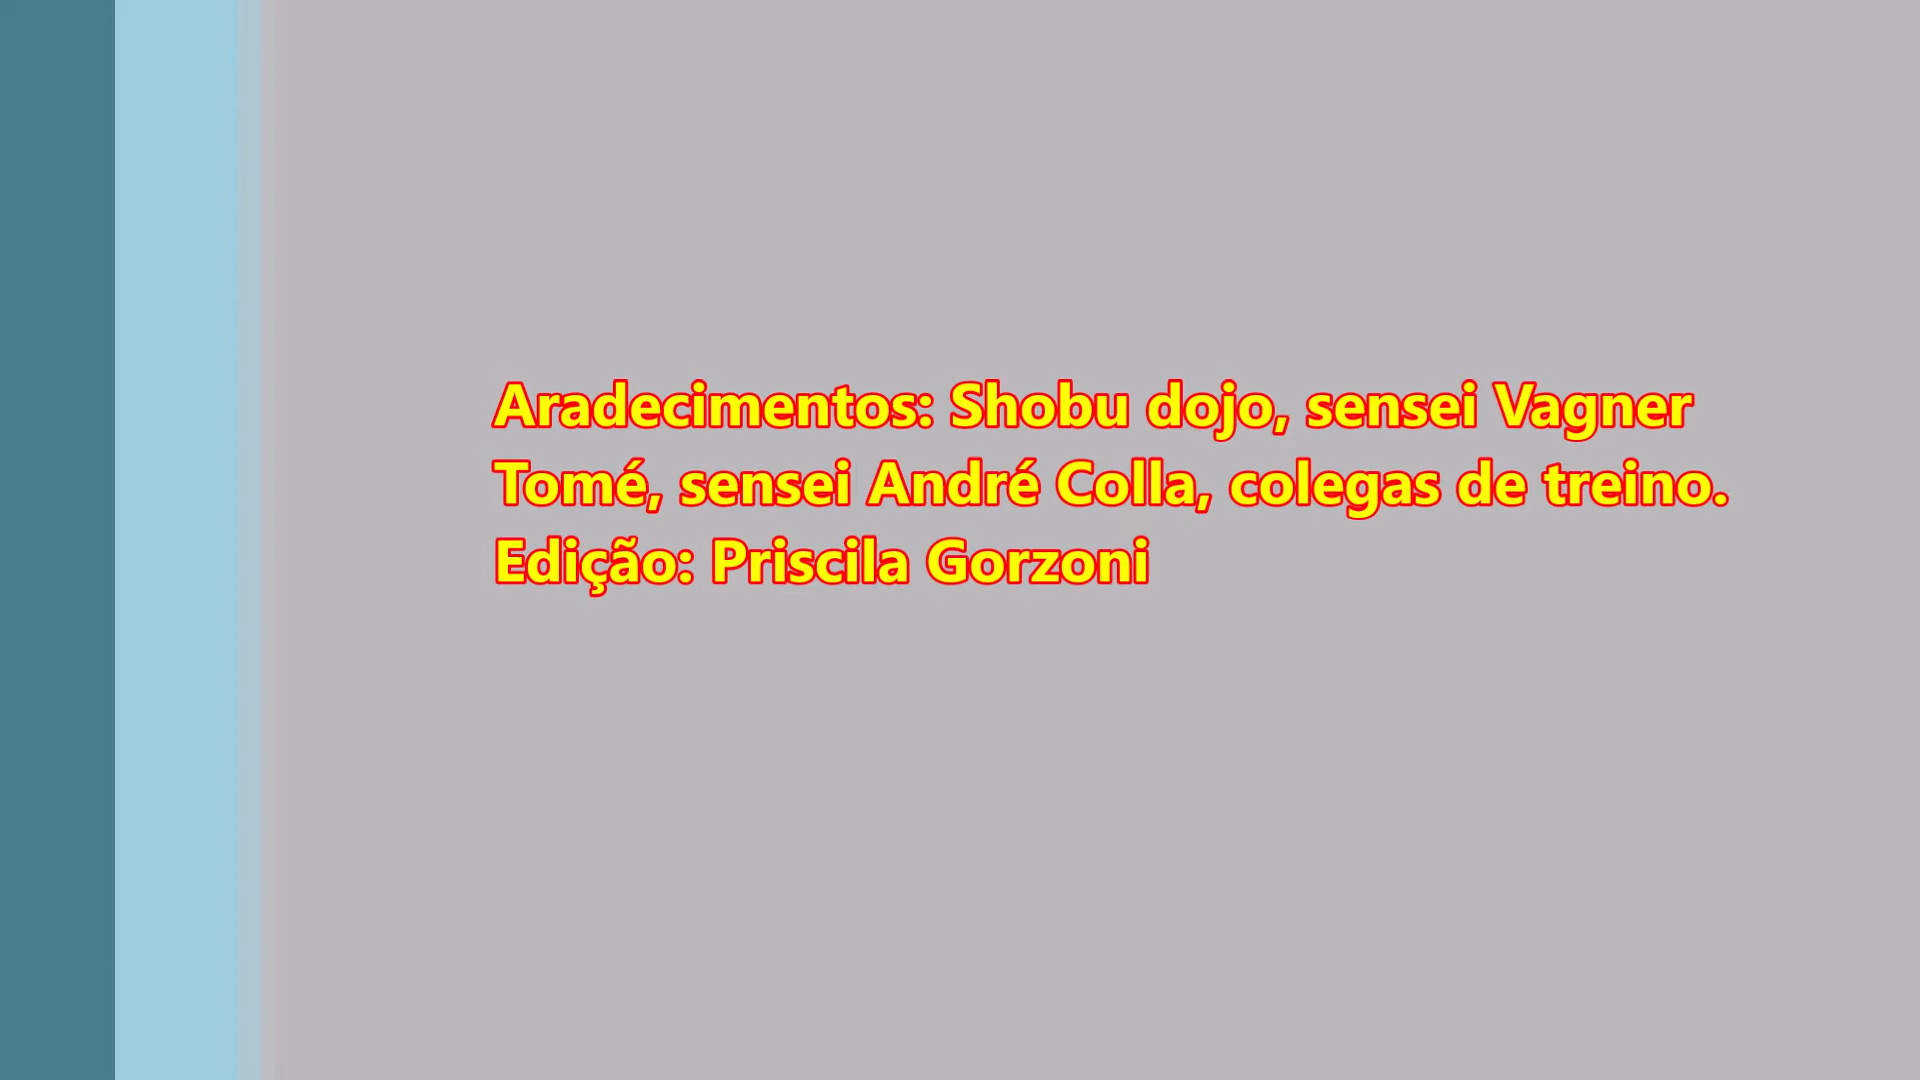 Aradecimentos: Shobu dojo, sensei Vagner
Tomé, sensei André Colla, colegas de treino.
Edição: Priscila Gorzoni